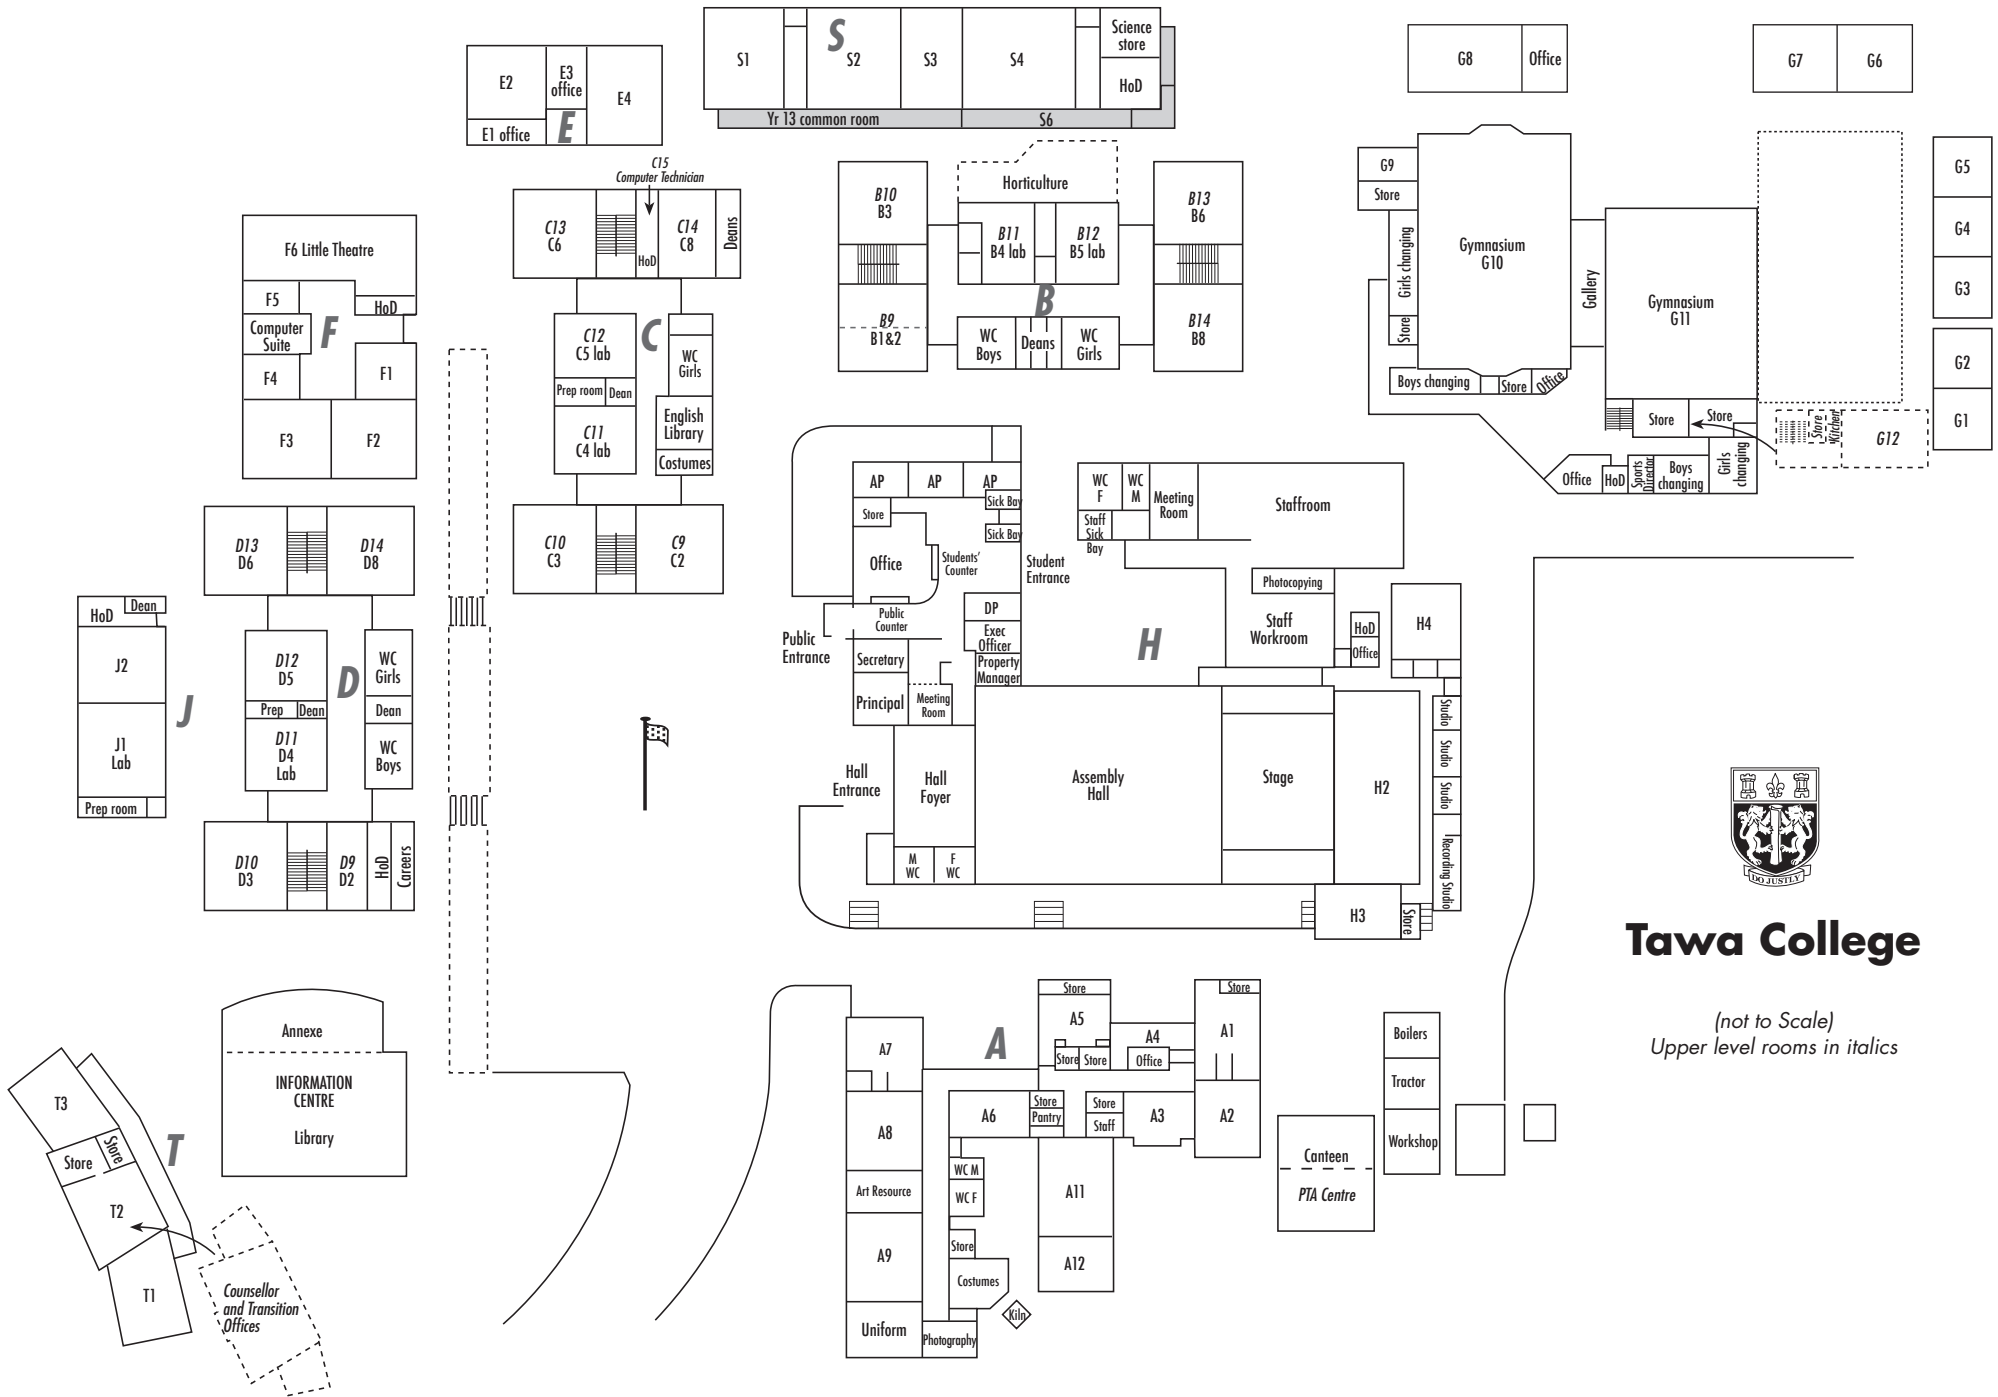 S
S1
S2
S3
S4
Science
store
HoD
Yr 13 common room
S6
E2
E3
office
E4
E1 office
E
G8
Office
G7
G6
C15
Computer Technician
C13
C6
HoD
C14
C8
Deans
C
C12
C5 lab
Prep room
Dean
C11
C4 lab
WC
Girls
English
Library
Costumes
C10
C3
C9
C2
Horticulture
B10
B3
B11
B4 lab
B12
B5 lab
B13
B6
B
B9
B1&2
WC
Boys
Deans
WC
Girls
B14
B8
G9
Store
Girls changing
Store
Gymnasium
G10
Gallery
Gymnasium
G11
Boys changing
Store
Office
Store
Store
Store
Kitchen
G12
Office
HoD
Sports
Director
Boys
changing
Girls
changing
G5
G4
G3
G2
G1
F6 Little Theatre
F5
HoD
Computer
Suite
F
F4
F1
F3
F2
D13
D6
D14
D8
HoD
Dean
J2
J
J1
Lab
Prep room
D12
D5
Prep
Dean
D11
D4
Lab
D
WC
Girls
Dean
WC
Boys
D10
D3
D9
D2
HoD
Careers
AP
AP
AP
Sick Bay
Store
Sick Bay
Office
Students'
Counter
Student
Entrance
Public
Counter
DP
Exec
Officer
Property
Manager
Public
Entrance
Secretary
Principal
Meeting
Room
WC
F
WC
M
Meeting
Room
Staffroom
Staff
Sick
Bay
Photocopying
Staff
Workroom
H
HoD
Office
H4
Hall
Entrance
Hall
Foyer
M
WC
F
WC
Assembly
Hall
Stage
H2
Studio
Studio
Studio
Recording Studio
H3
Store
DO JUSTLY
Tawa College
(not to Scale)
Upper level rooms in italics
Annexe
INFORMATION
CENTRE
Library
T3
Store
Store
T
T2
T1
Counsellor
and Transition
Offices
A
Store
A5
Store
Store
A4
Office
Store
A1
A7
A8
Art Resource
A9
Uniform
A6
Store
Pantry
Store
Staff
A3
A2
WC M
WC F
Store
Costumes
Kiln
Photography
A11
A12
Canteen
PTA Centre
Boilers
Tractor
Workshop